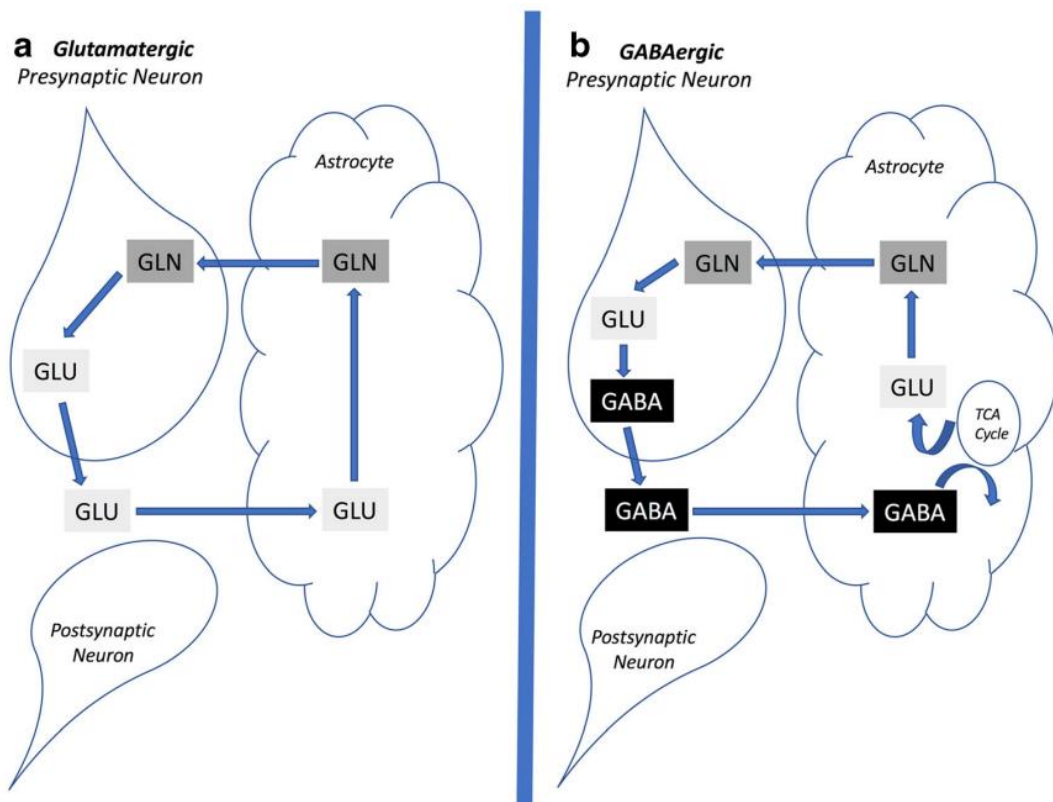 a Glutamatergic
Presynaptic Neuron
Astrocyte
GLN
GLN
GLU
GLU
GLU
Postsynaptic
Neuron
b GABAergic
Presynaptic Neuron
Astrocyte
GLN
GLN
GLU
GLU
GABA
TCA
Cycle
GABA
GABA
Postsynaptic
Neuron